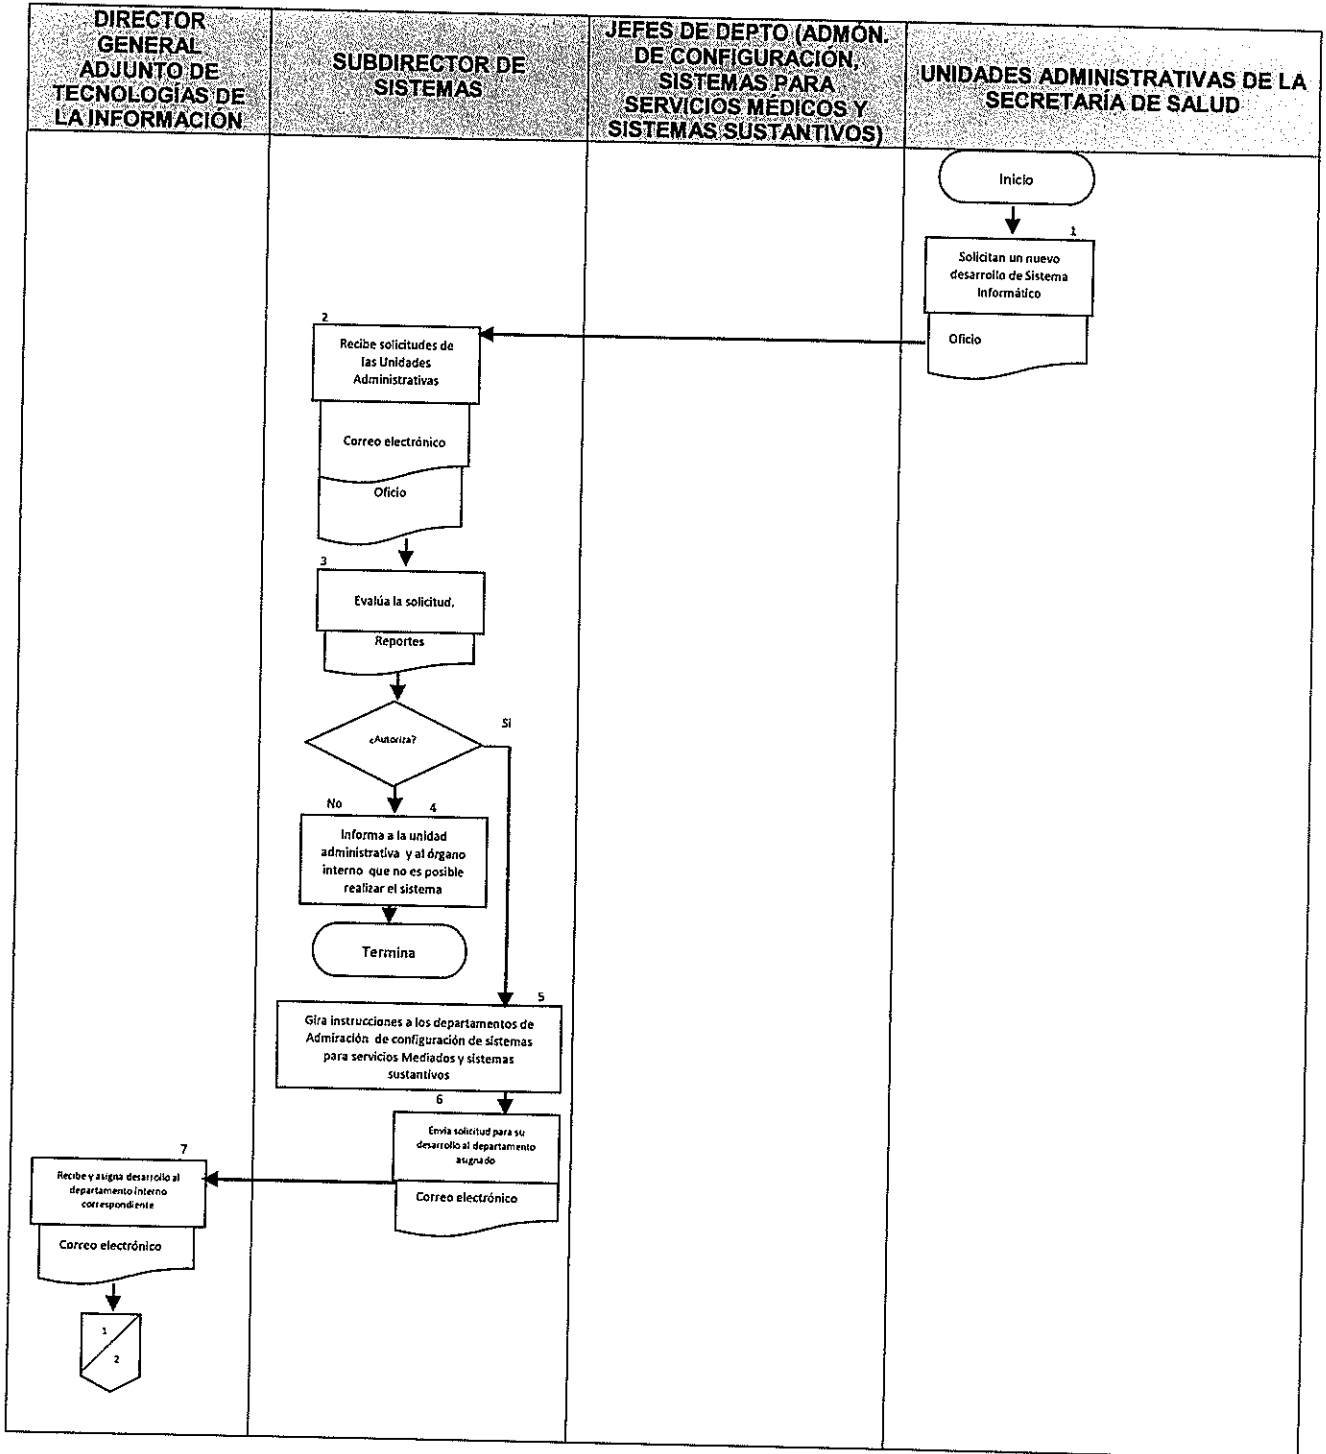 DIRECTOR
GENERAL
ADJUNTO DE
TECNOLOGÍAS DE
LA INFORMACIÓN
SUBDIRECTOR DE
SISTEMAS
JEFES DE DEPTO (ADMÓN.
DE CONFIGURACIÓN,
SISTEMAS PARA
SERVICIOS MÉDICOS Y
SISTEMAS SUSTANTIVOS)
UNIDADES ADMINISTRATIVAS DE LA
SECRETARÍA DE SALUD
Inicio
1
Solicitan un nuevo
desarrollo de Sistema
Informático
Oficio
2
Recibe solicitudes de
las Unidades
Administrativas
Correo electrónico
Oficio
3
Evalúa la solicitud.
Reportes
¿Autoriza?
Si
No
4
Informa a la unidad
administrativa y al órgano
interno que no es posible
realizar el sistema
Termina
5
Gira instrucciones a los departamentos de
Admiración de configuración de sistemas
para servicios Mediados y sistemas
sustantivos
6
Envía solicitud para su
desarrollo al departamento
asignado
Correo electrónico
7
Recibe y asigna desarrollo al
departamento interno
correspondiente
Correo electrónico
1
2